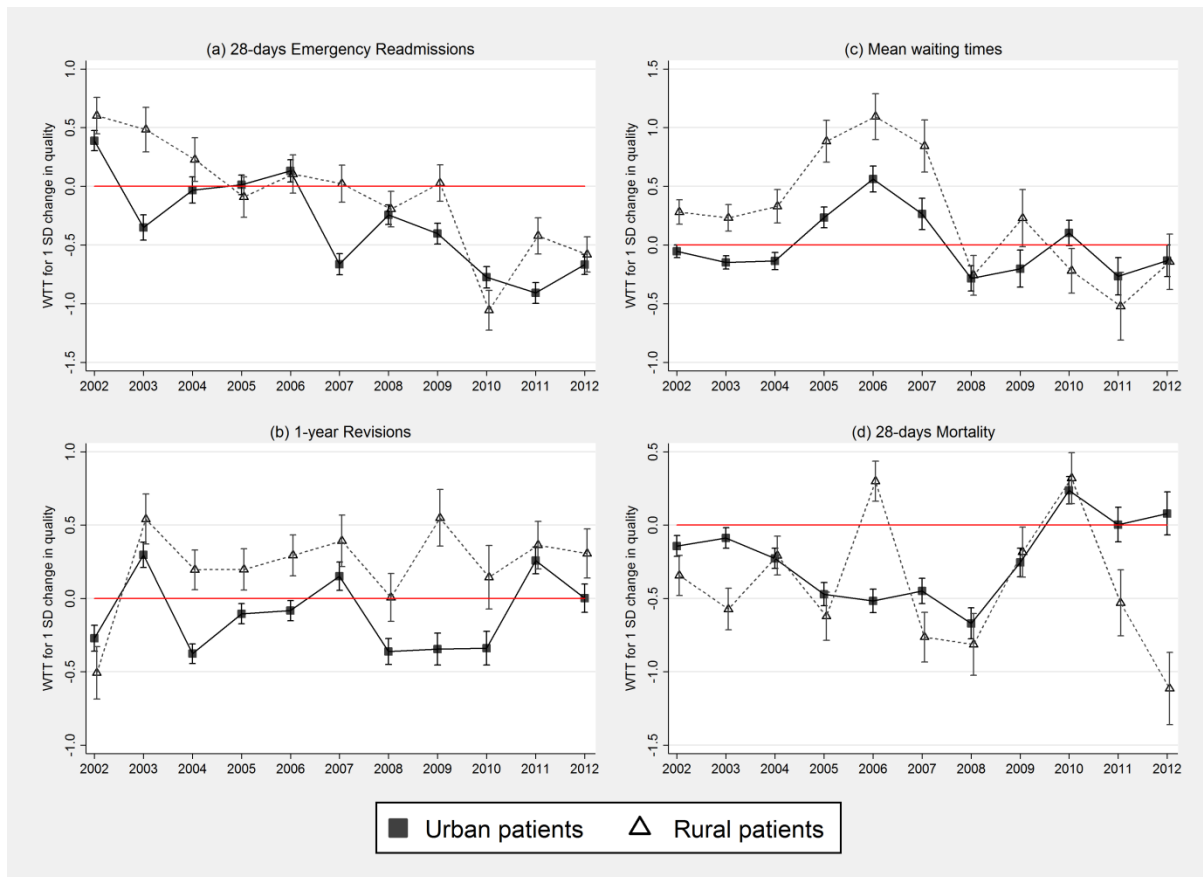 (a) 28-days Emergency Readmissions
WTT for 1 SD change in quality
1.0
0.5
0.0
-0.5
-1.0
-1.5
2002 2003 2004 2005 2006 2007 2008 2009 2010 2011 2012
(c) Mean waiting times
WTT for 1 SD change in quality
1.5
1.0
0.5
0.0
-0.5
-1.0
2002 2003 2004 2005 2006 2007 2008 2009 2010 2011 2012
(b) 1-year Revisions
WTT for 1 SD change in quality
1.0
0.5
0.0
-0.5
-1.0
2002 2003 2004 2005 2006 2007 2008 2009 2010 2011 2012
(d) 28-days Mortality
WTT for 1 SD change in quality
0.5
0.0
-0.5
-1.0
-1.5
2002 2003 2004 2005 2006 2007 2008 2009 2010 2011 2012
Urban patients Rural patients